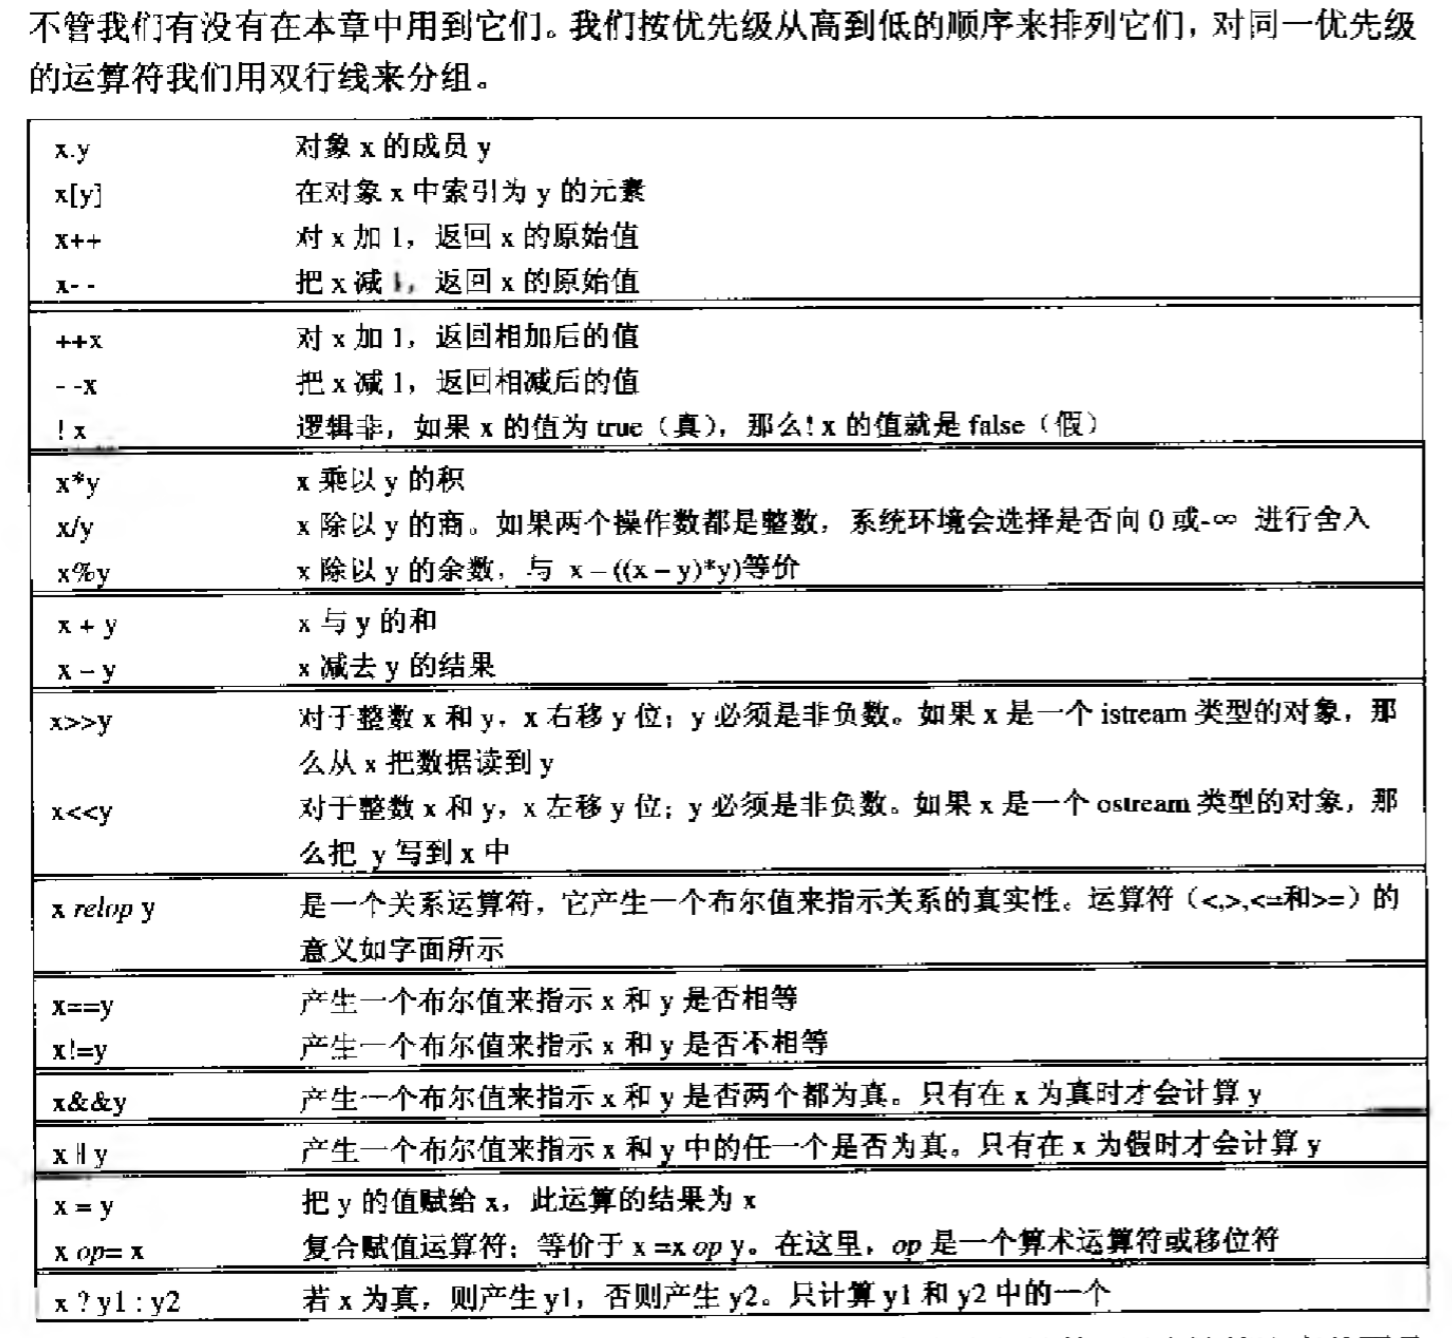 不管我们有没有在本章中用到它们。我们按优先级从高到低的顺序来排列它们，对同一优先级
的运算符我们用双行线来分组。
x.y 对象 x 的成员 y
x[y] 在对象 x 中索引为 y 的元素
x++ 对 x 加 1，返回 x 的原始值
x- - 把 x 减 1，返回 x 的原始值
++x 对 x 加 1，返回相加后的值
- -x 把 x 减 1，返回相减后的值
! x 逻辑非，如果 x 的值为 true（真），那么! x 的值就是 false（假）
x*y x 乘以 y 的积
x/y x 除以 y 的商。如果两个操作数都是整数，系统环境会选择是否向 0 或-∞ 进行舍入
x%y x 除以 y 的余数，与 x – ((x – y)*y)等价
x + y x 与 y 的和
x – y x 减去 y 的结果
x>>y 对于整数 x 和 y，x 右移 y 位；y 必须是非负数。如果 x 是一个 istream 类型的对象，那
么从 x 把数据读到 y
x<<y 对于整数 x 和 y，x 左移 y 位；y 必须是非负数。如果 x 是一个 ostream 类型的对象，那
么把 y 写到 x 中
x relop y 是一个关系运算符，它产生一个布尔值来指示关系的真实性。运算符（<,>,<=和>=）的
意义如字面所示
x==y 产生一个布尔值来指示 x 和 y 是否相等
x!=y 产生一个布尔值来指示 x 和 y 是否不相等
x&&y 产生一个布尔值来指示 x 和 y 是否两个都为真。只有在 x 为真时才会计算 y
x || y 产生一个布尔值来指示 x 和 y 中的任一个是否为真。只有在 x 为假时才会计算 y
x = y 把 y 的值赋给 x，此运算的结果为 x
x op= x 复合赋值运算符；等价于 x =x op y。在这里，op 是一个算术运算符或移位符
x ? y1 : y2 若 x 为真，则产生 y1，否则产生 y2。只计算 y1 和 y2 中的一个